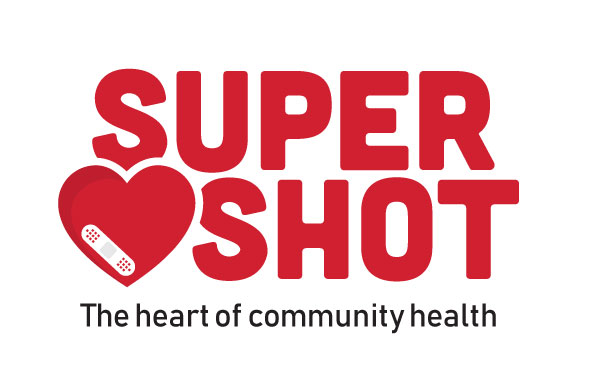 SUPER
SHOT
The heart of community health